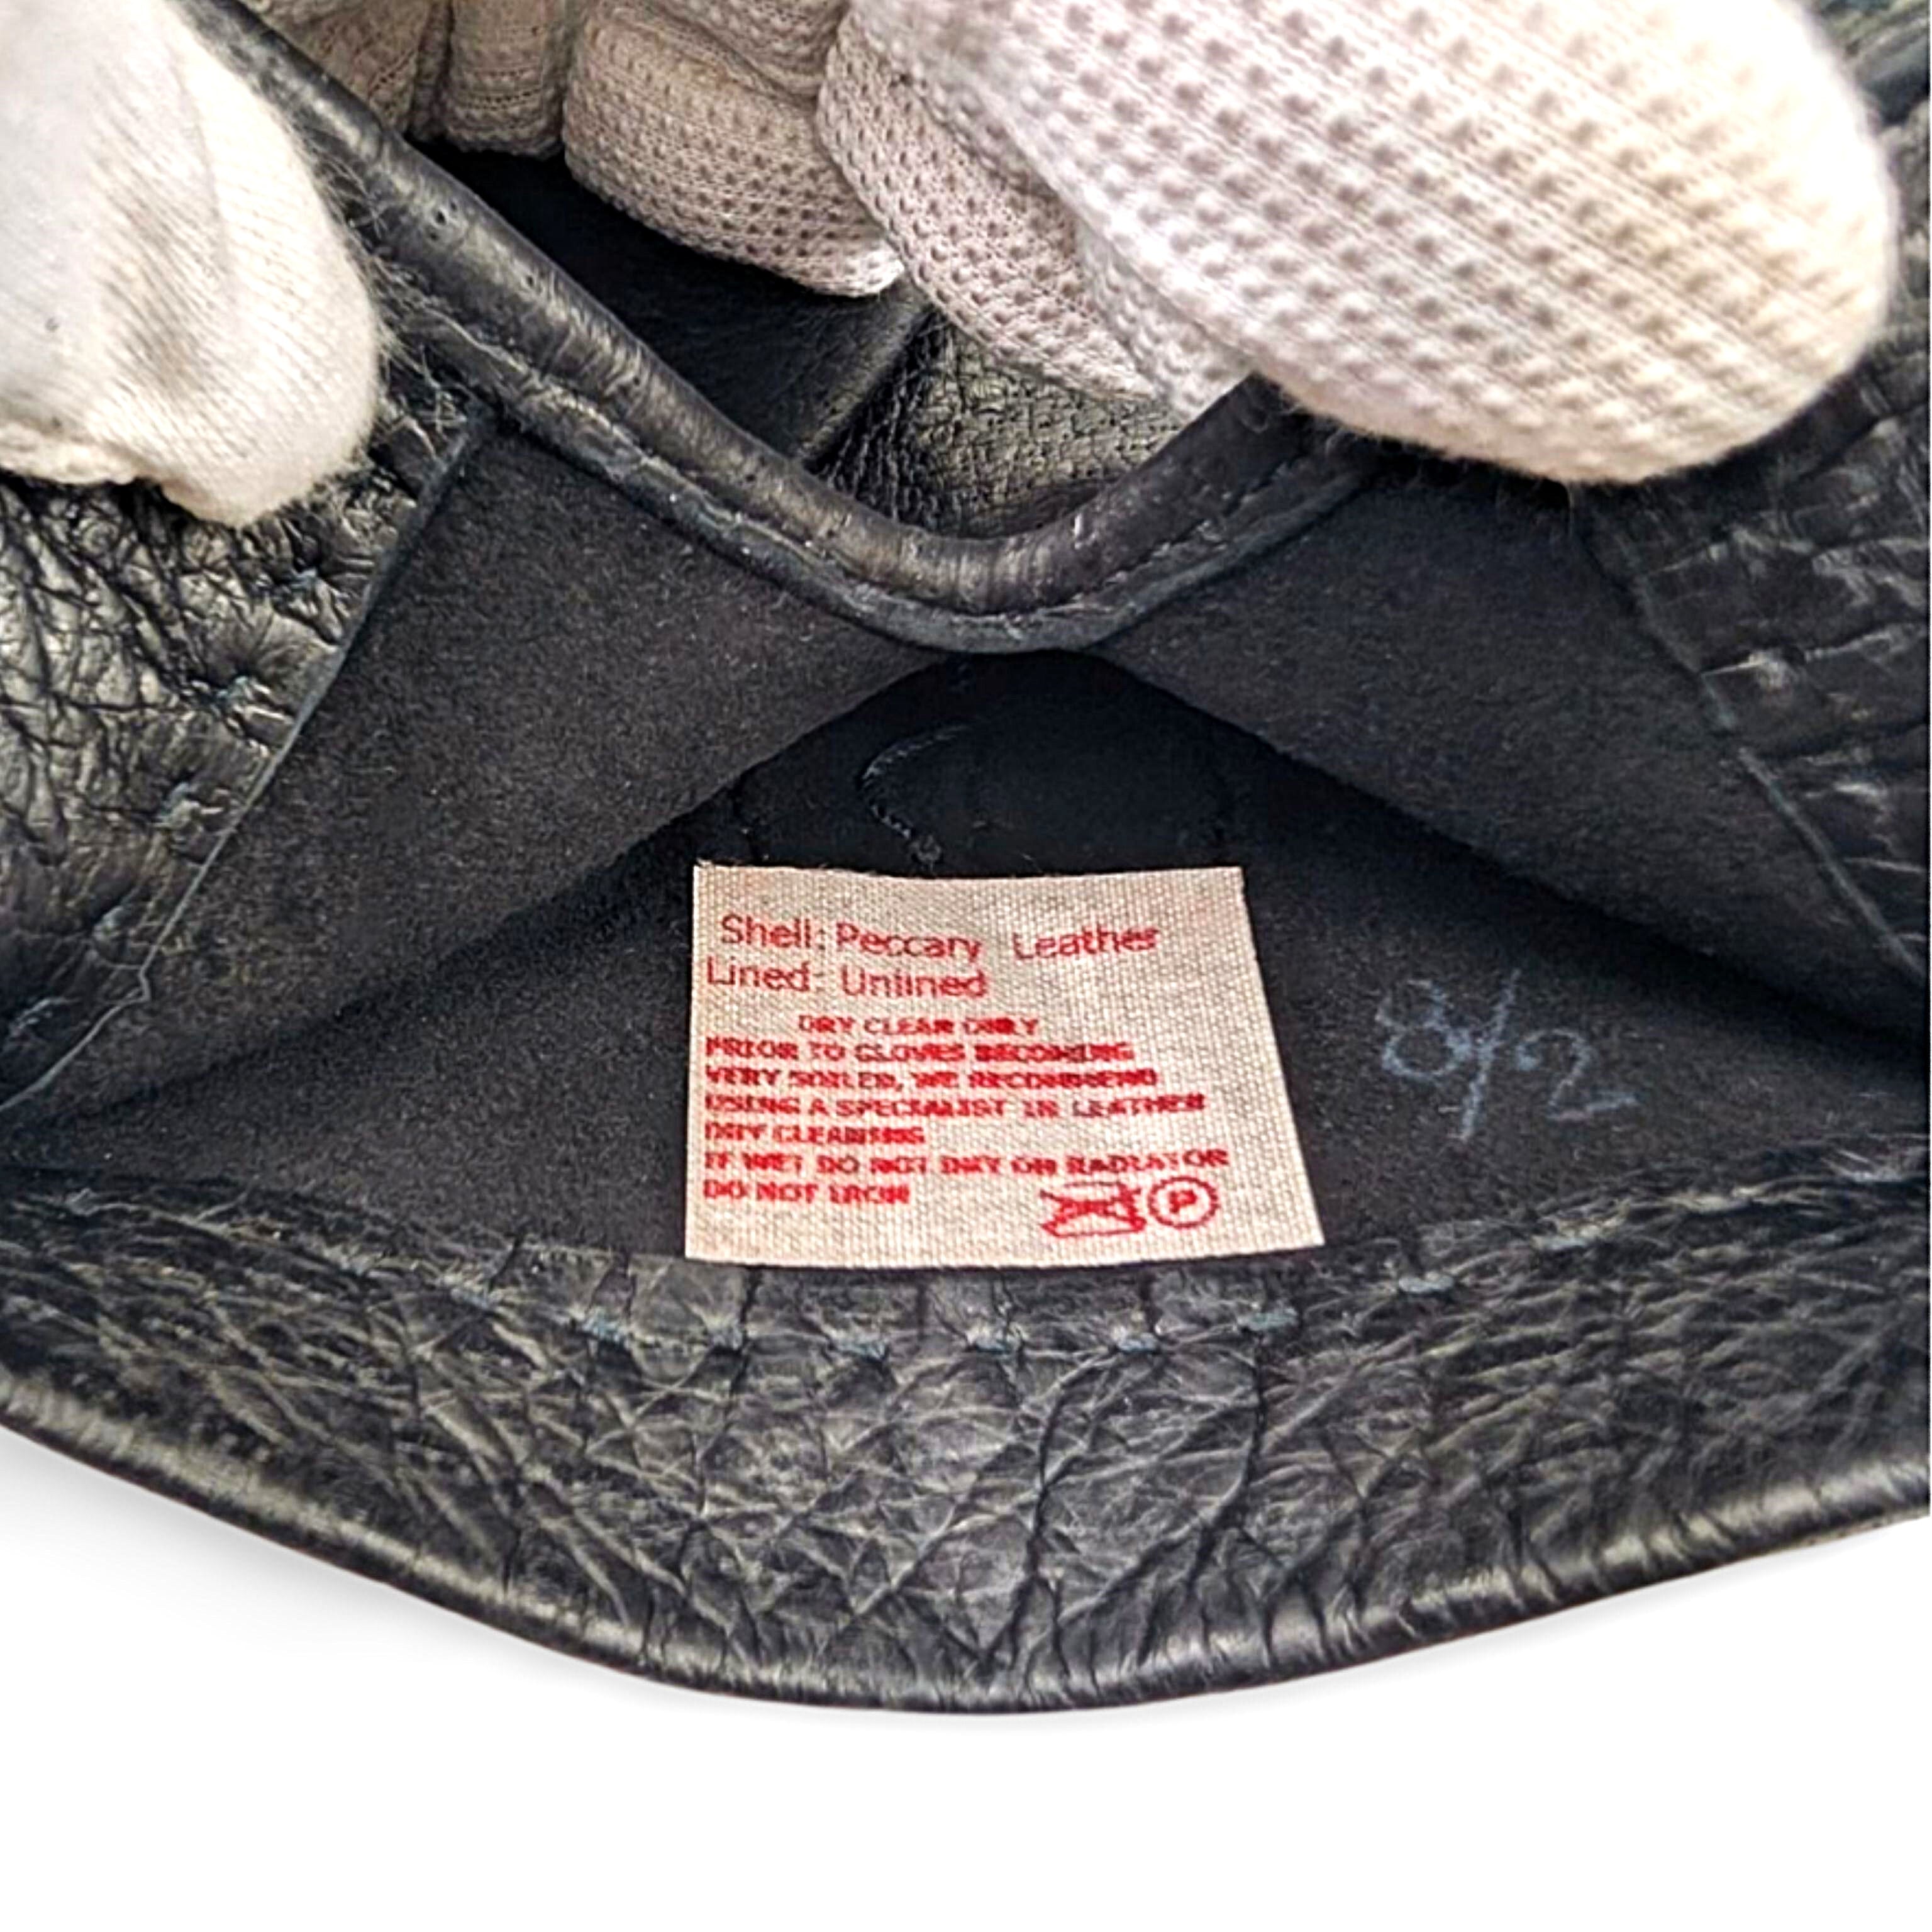 Shell: Peccary Leather
Lined: Unlined
DRY CLEAN ONLY
PRIOR TO GLOVES BECOMING
VERY SOILED, WE RECOMMEND
USING A SPECIALIST IN LEATHER
DRY CLEANING
IF WET DO NOT DRY ON RADIATOR
DO NOT IRON
P
8/2